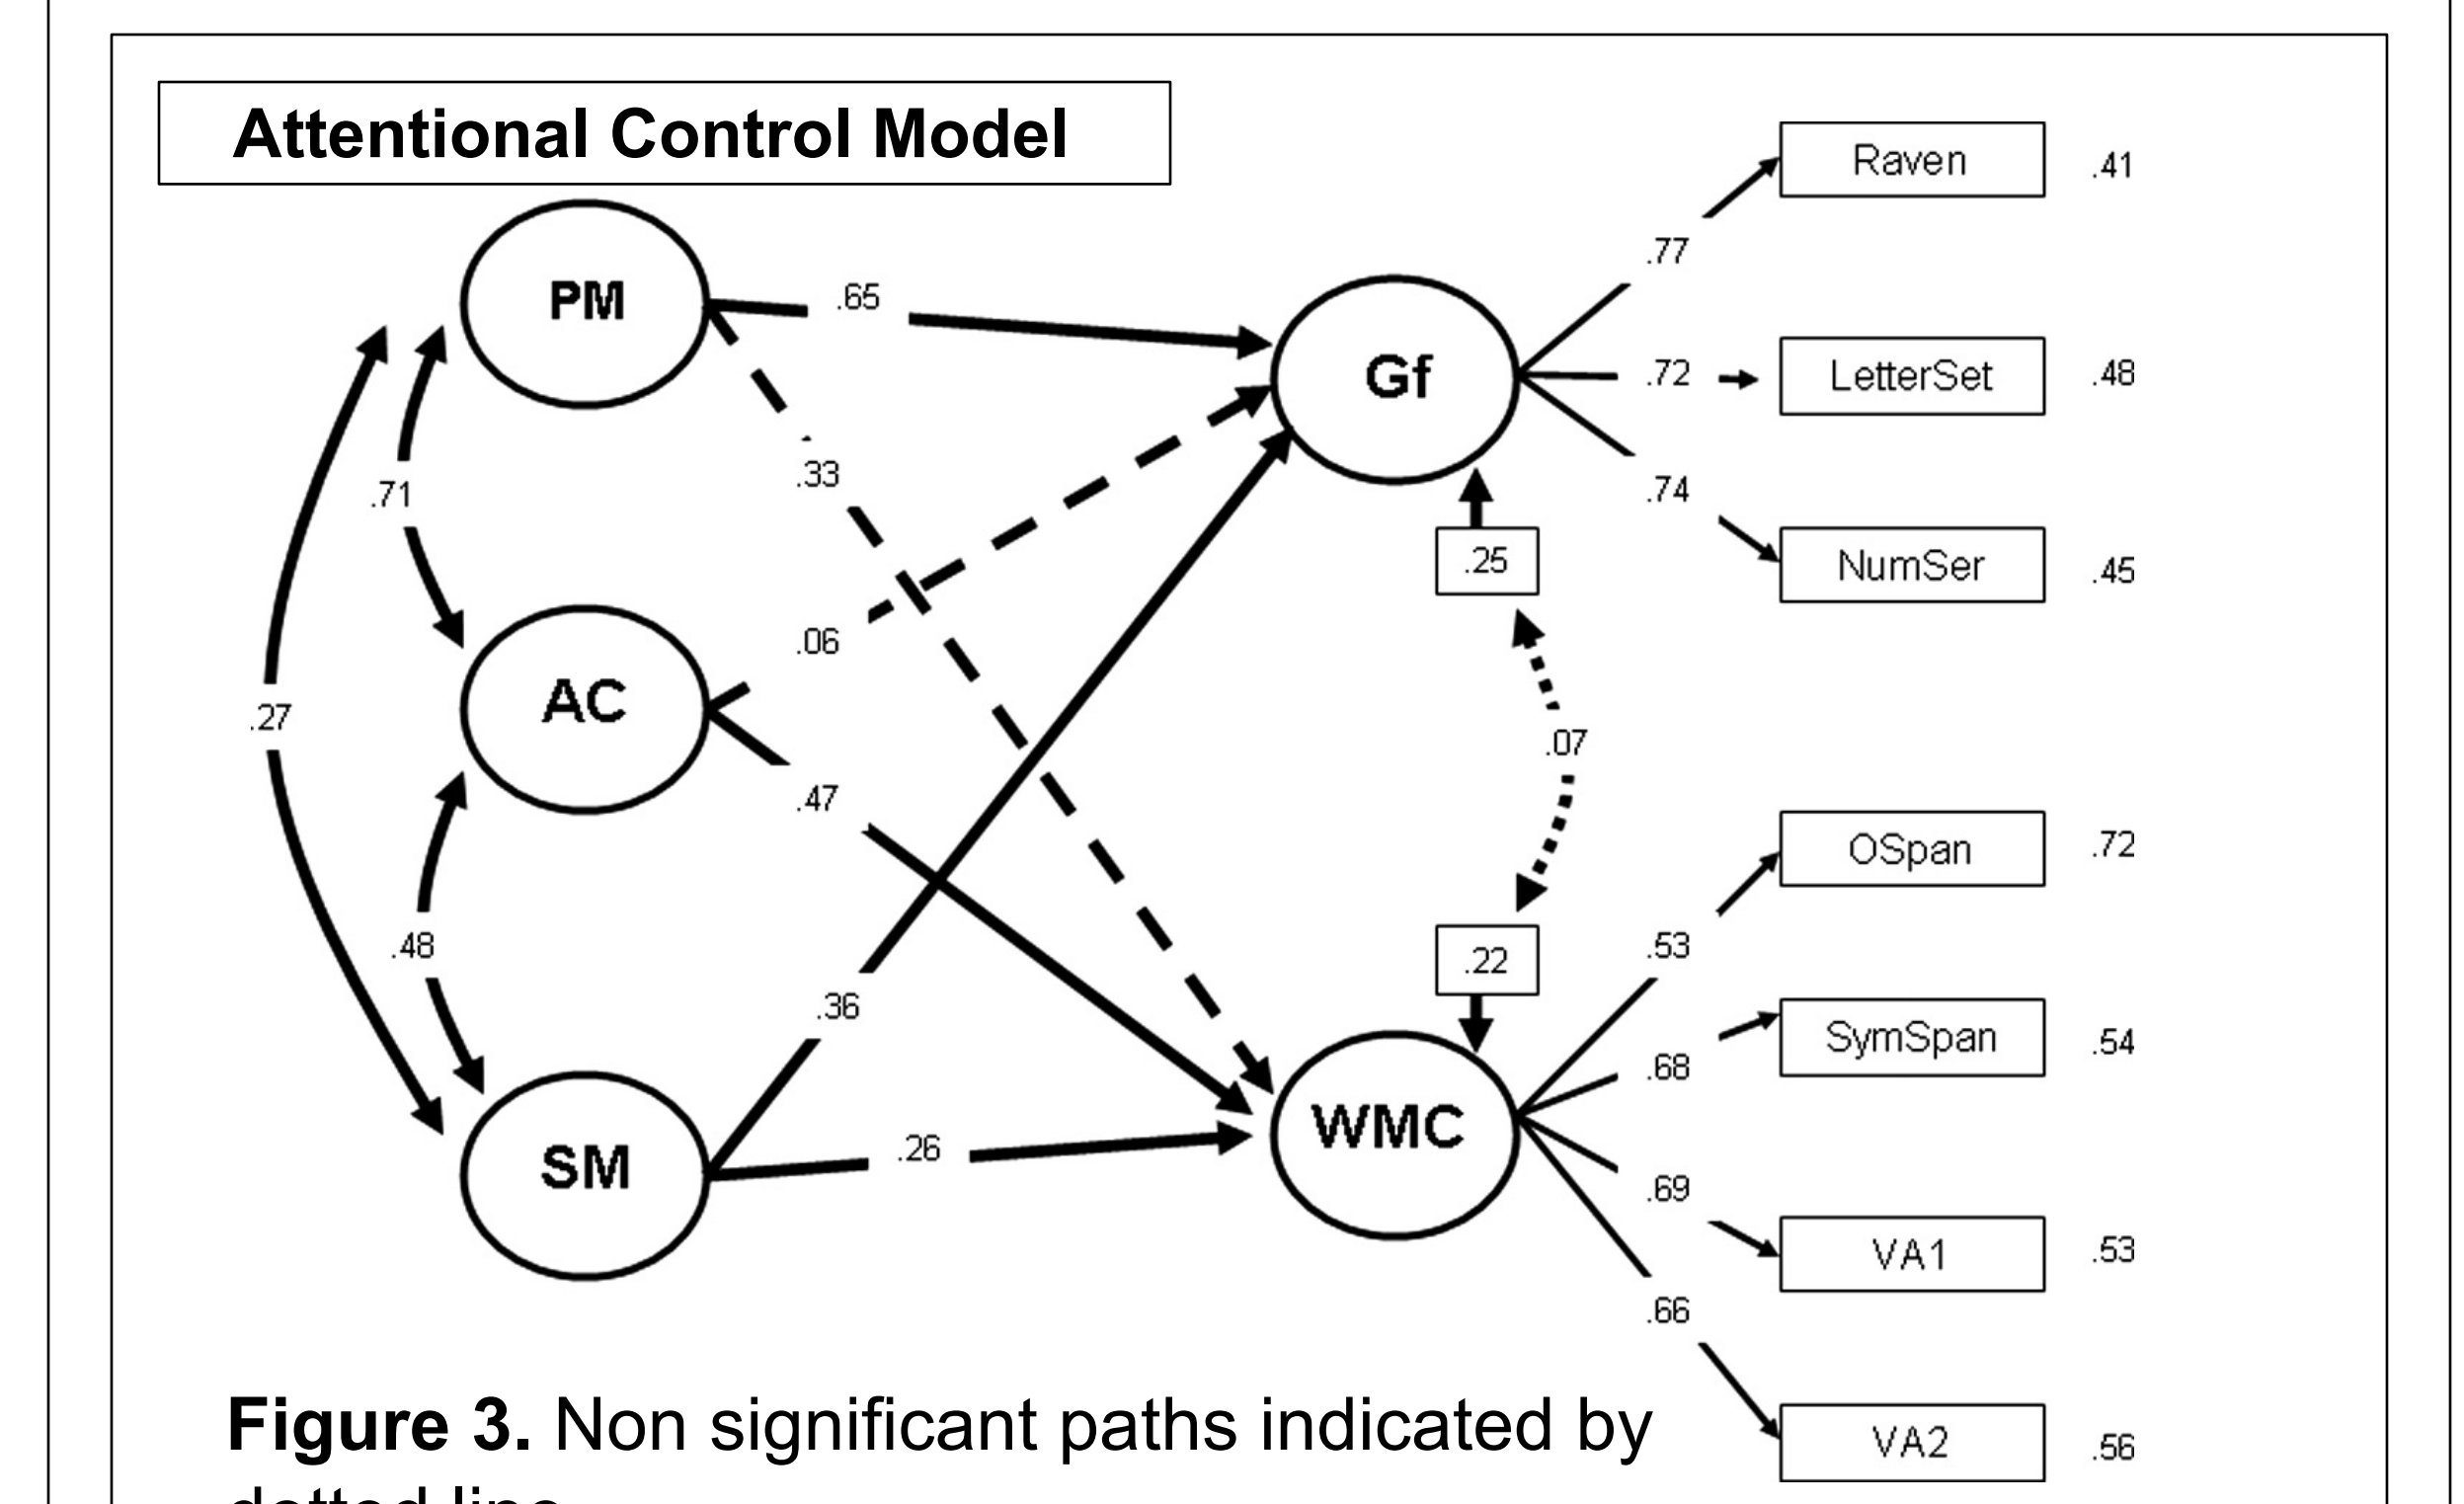 Attentional Control Model
Raven
.41
.77
PM
.65
Gf
.72
LetterSet
.48
.33
.71
.74
.25
NumSer
.45
.06
AC
.27
.07
.47
OSpan
.72
.48
.22
.53
.36
SymSpan
.54
.68
SM
.26
WMC
.69
VA1
.53
.66
Figure 3. Non significant paths indicated by
VA2
.56
dotted line